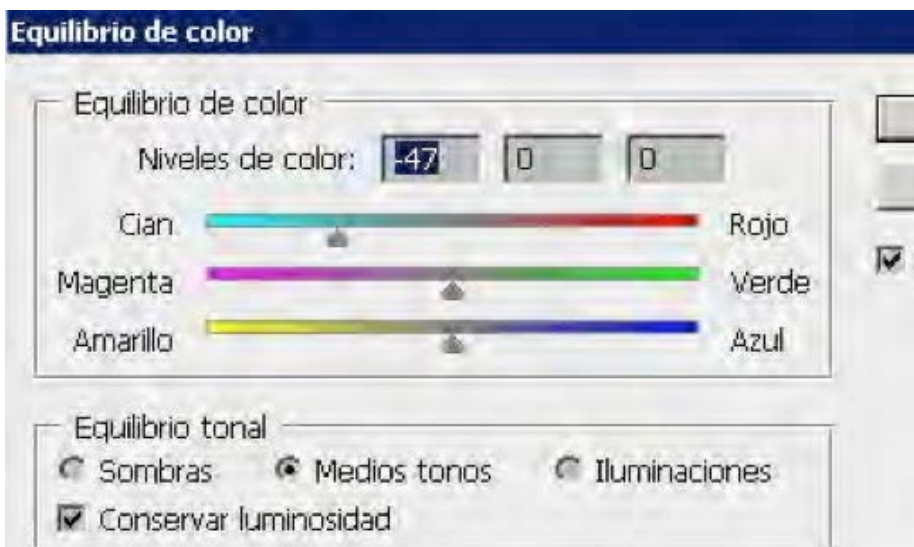 Equilibrio de color
Equilibrio de color
Niveles de color: -47 0 0
Cian Rojo
Magenta Verde
Amarillo Azul
Equilibrio tonal
Sombras Medios tonos Iluminaciones
Conservar luminosidad